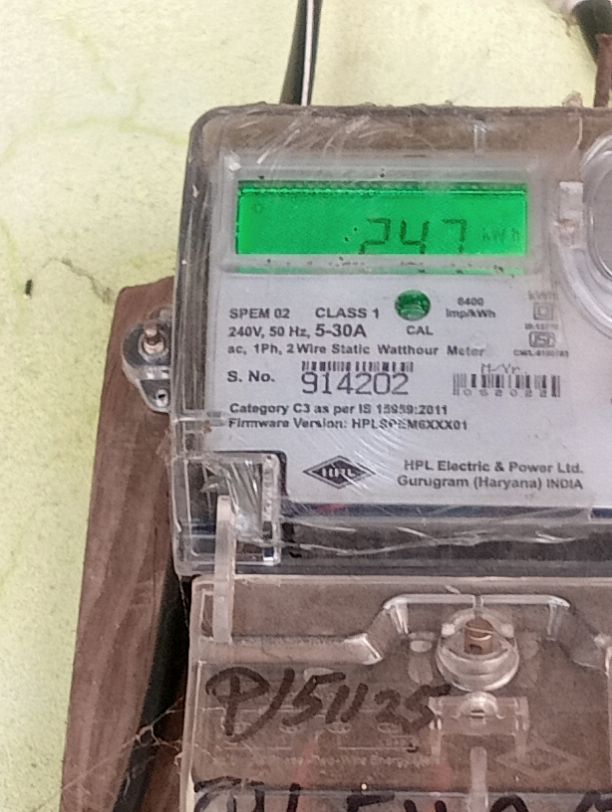 247 kWh
SPEM 02 CLASS 1 6400 imp/kWh kWh
240V, 50 Hz, 5-30A CAL
ac, 1Ph, 2 Wire Static Watthour Meter
S. No. 914202 M/Yr
Category C3 as per IS 15959:2011
Firmware Version: HPLSPEM6XXX01
HPL HPL Electric & Power Ltd.
Gurugram (Haryana) INDIA